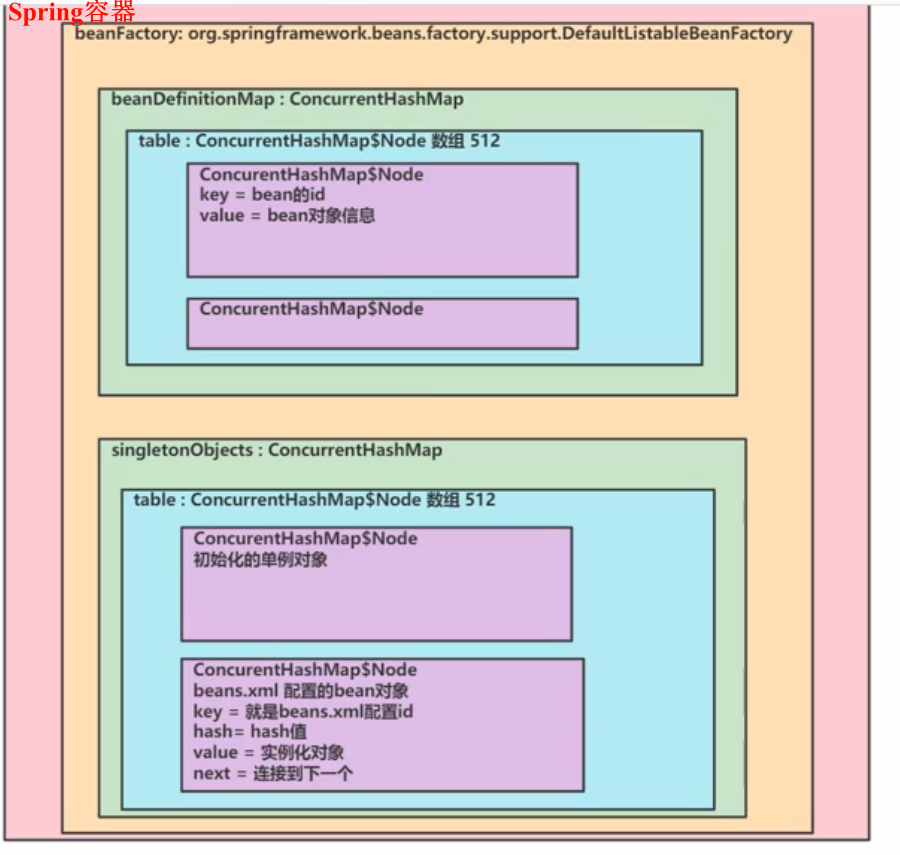 Spring容器
beanFactory: org.springframework.beans.factory.support.DefaultListableBeanFactory
beanDefinitionMap : ConcurrentHashMap
table : ConcurrentHashMap$Node 数组 512
ConcurentHashMap$Node
key = bean的id
value = bean对象信息
ConcurentHashMap$Node
singletonObjects : ConcurrentHashMap
table : ConcurrentHashMap$Node 数组 512
ConcurentHashMap$Node
初始化的单例对象
ConcurentHashMap$Node
beans.xml 配置的bean对象
key = 就是beans.xml配置id
hash= hash值
value = 实例化对象
next = 连接到下一个